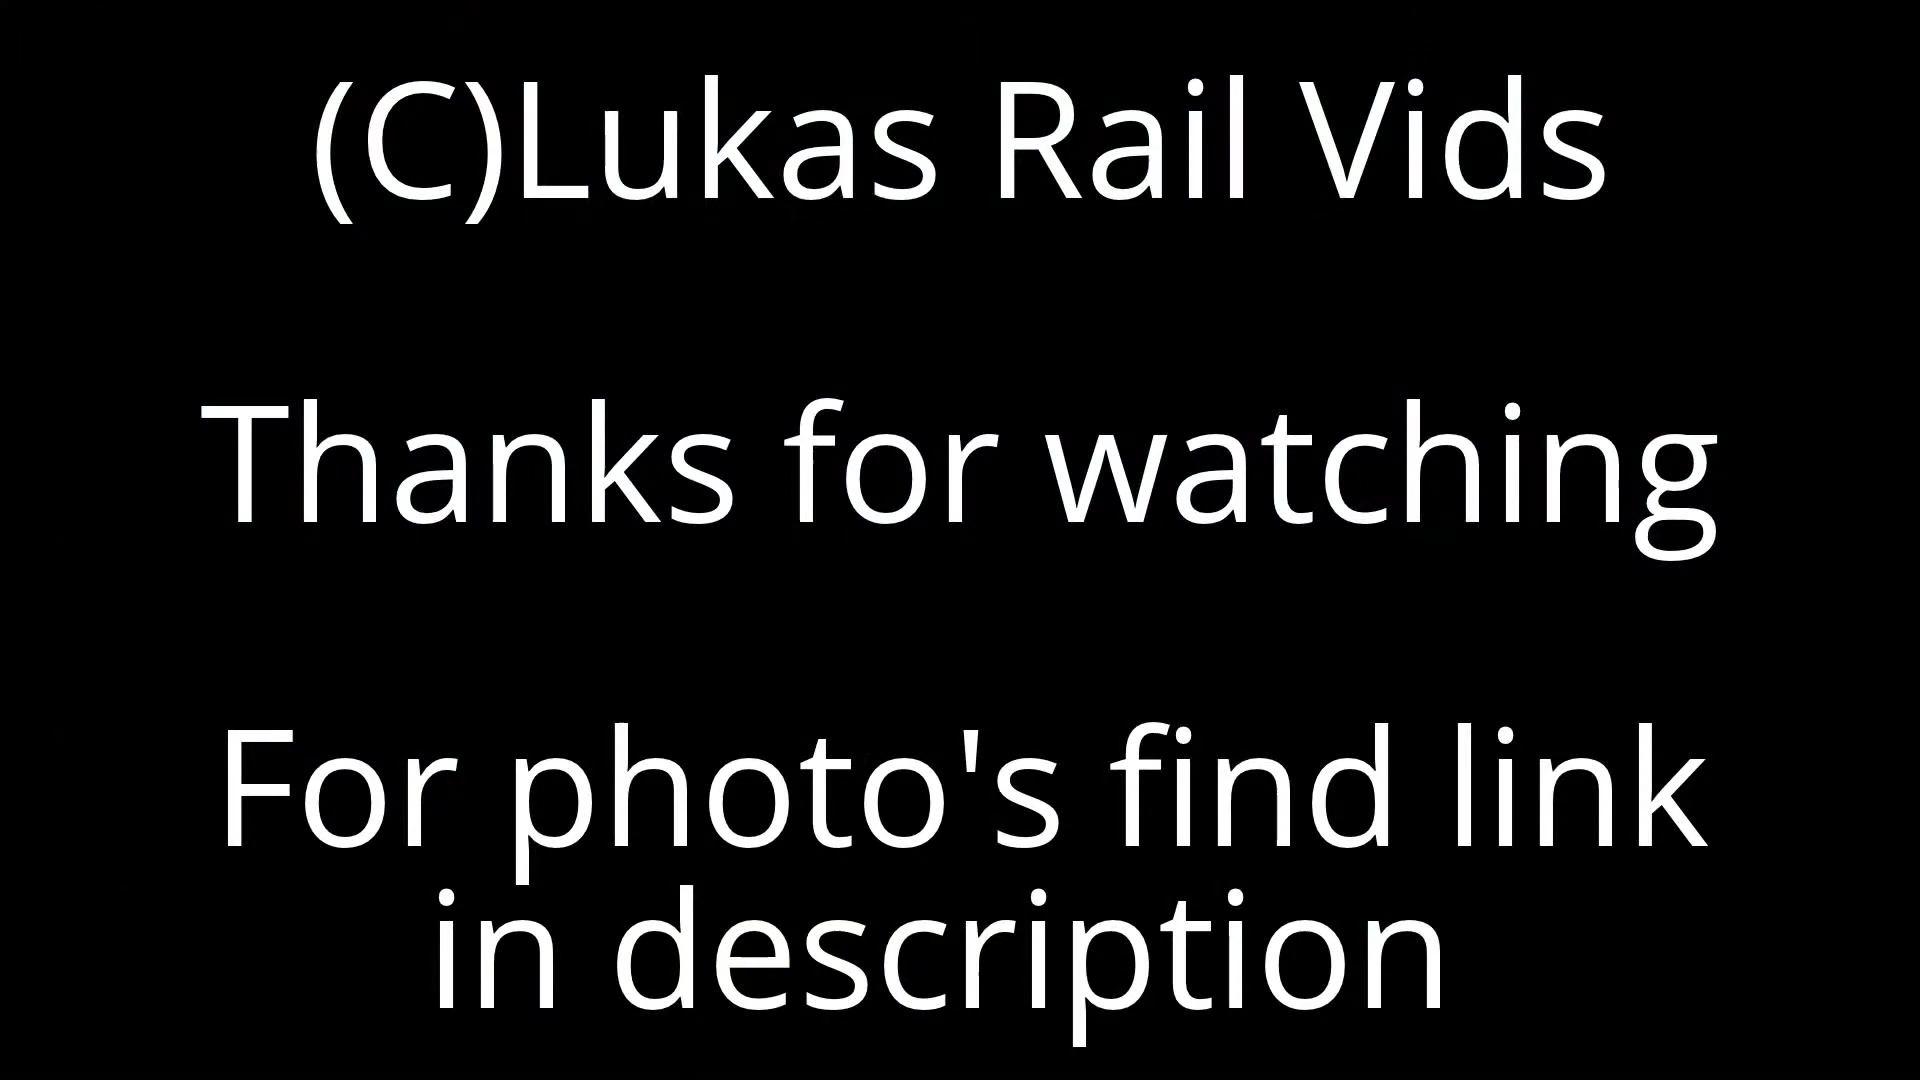 (C)Lukas Rail Vids
Thanks for watching
For photo's find link
in description